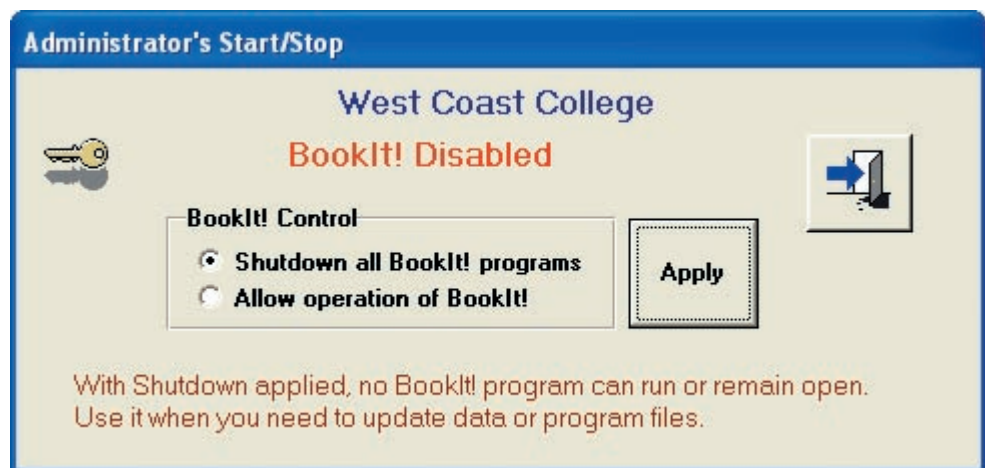 Administrator's Start/Stop
West Coast College
BookIt! Disabled
BookIt! Control
Shutdown all BookIt! programs
Allow operation of BookIt!
Apply
With Shutdown applied, no BookIt! program can run or remain open.
Use it when you need to update data or program files.